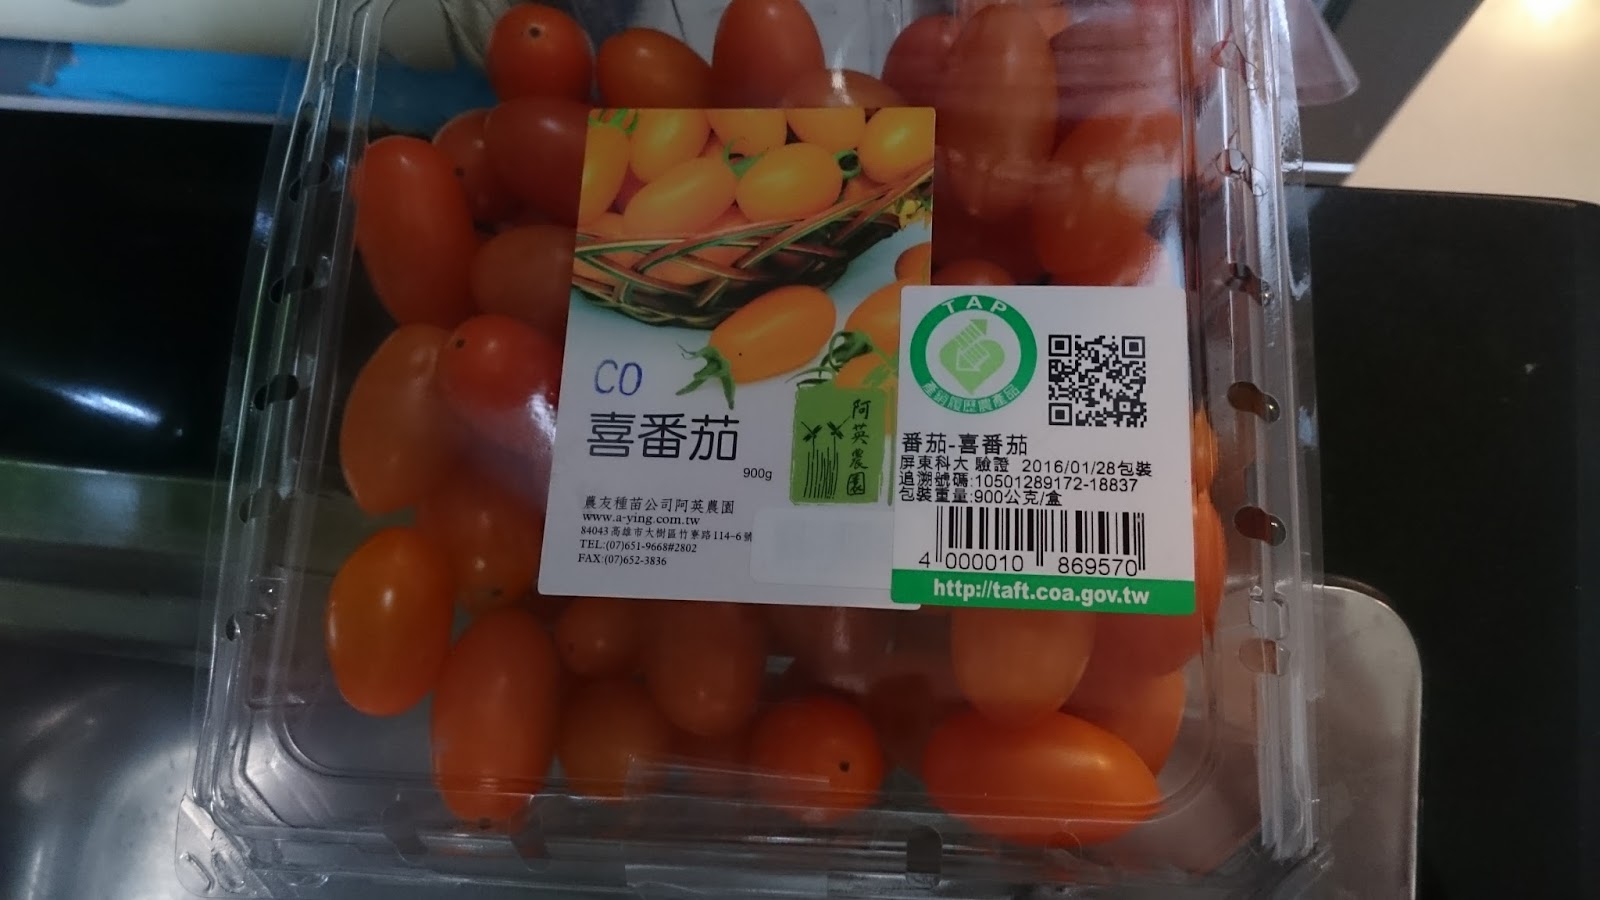 CO
喜番茄
900g
阿英農園
農友種苗公司阿英農園
www.a-ying.com.tw
84043 高雄市大樹區竹寮路114-6號
TEL:(07)651-9668#2802
FAX:(07)652-3836
TAP
產銷履歷農產品
番茄-喜番茄
屏東科大 驗證 2016/01/28包裝
追溯號碼:10501289172-18837
包裝重量:900公克/盒
4 000010 869570
http://taft.coa.gov.tw